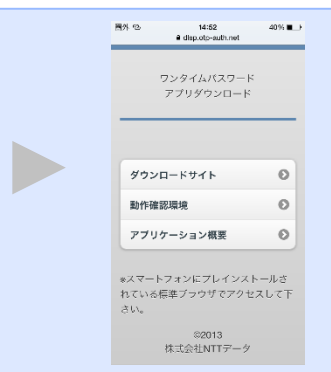 圏外 14:52 40%
dlsp.otp-auth.net
ワンタイムパスワード
アプリダウンロード
ダウンロードサイト
動作確認環境
アプリケーション概要
※スマートフォンにプレインストールさ
れている標準ブラウザでアクセスして下
さい。
©2013
株式会社NTTデータ